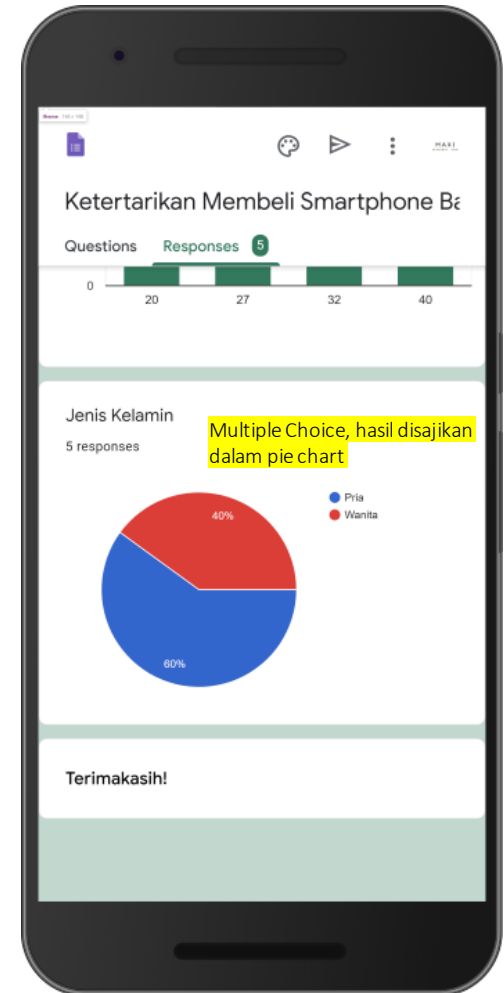 Ketertarikan Membeli Smartphone Ba
Questions Responses 5
0
20 27 32 40
Jenis Kelamin
5 responses
Multiple Choice, hasil disajikan
dalam pie chart
Pria
Wanita
40%
60%
Terimakasih!